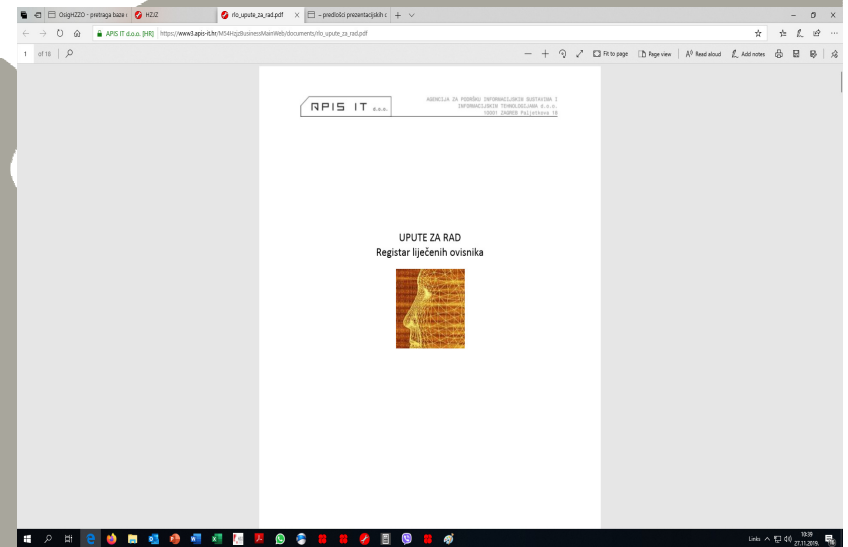 OsigHZZO - pretraga baze
HZJZ
rlo_upute_za_rad.pdf
– predlošci prezentacijskih
APIS IT d.o.o. [HR]
https://www3.apis-it.hr/M54HzjzBusinessMainWeb/documents/rlo_upute_za_rad.pdf
1 of 18
Fit to page
Page view
Read aloud
Add notes
APIS IT d.o.o.
AGENCIJA ZA PODRŠKU INFORMACIJSKIM SUSTAVIMA I
INFORMACIJSKIM TEHNOLOGIJAMA d.o.o.
10001 ZAGREB Paljetkova 18
UPUTE ZA RAD
Registar liječenih ovisnika
Links
10:39
27.11.2019.